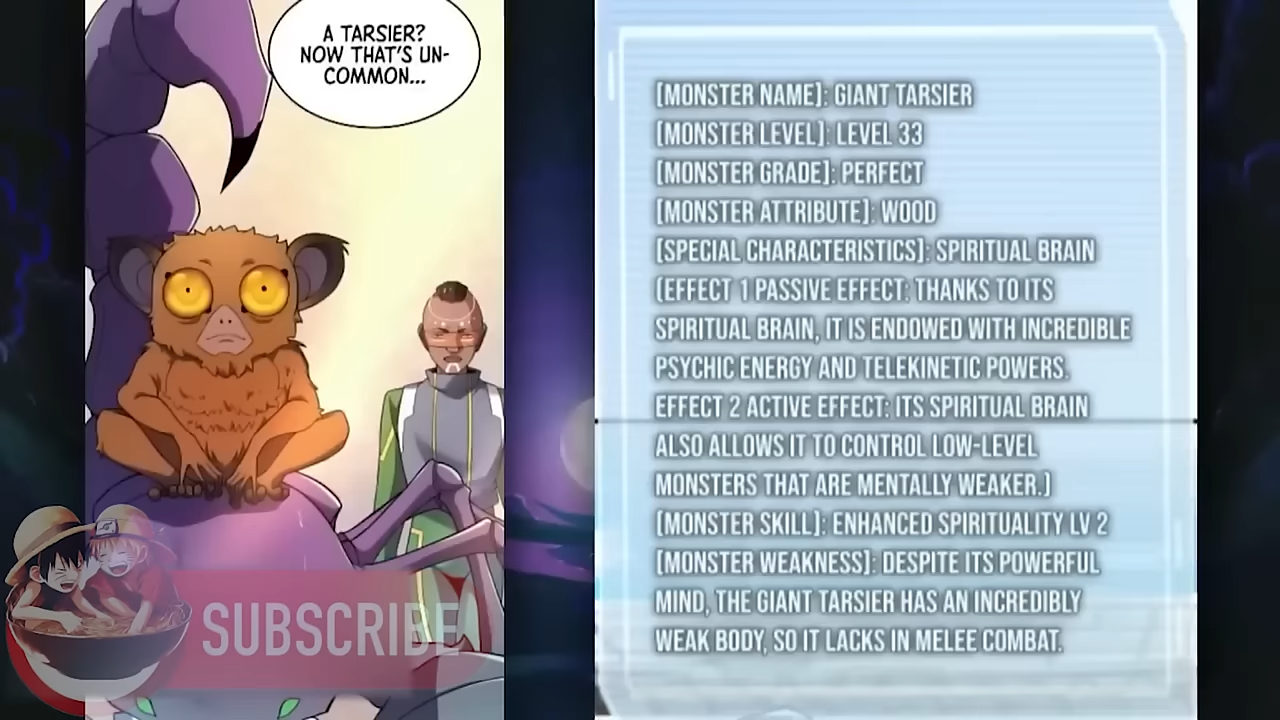 A TARSIER?
NOW THAT'S UN-
COMMON...
[MONSTER NAME]: GIANT TARSIER
[MONSTER LEVEL]: LEVEL 33
[MONSTER GRADE]: PERFECT
[MONSTER ATTRIBUTE]: WOOD
[SPECIAL CHARACTERISTICS]: SPIRITUAL BRAIN
(EFFECT 1 PASSIVE EFFECT: THANKS TO ITS
SPIRITUAL BRAIN, IT IS ENDOWED WITH INCREDIBLE
PSYCHIC ENERGY AND TELEKINETIC POWERS.
EFFECT 2 ACTIVE EFFECT: ITS SPIRITUAL BRAIN
ALSO ALLOWS IT TO CONTROL LOW-LEVEL
MONSTERS THAT ARE MENTALLY WEAKER.)
[MONSTER SKILL]: ENHANCED SPIRITUALITY LV 2
[MONSTER WEAKNESS]: DESPITE ITS POWERFUL
MIND, THE GIANT TARSIER HAS AN INCREDIBLY
WEAK BODY, SO IT LACKS IN MELEE COMBAT.
SUBSCRIBE